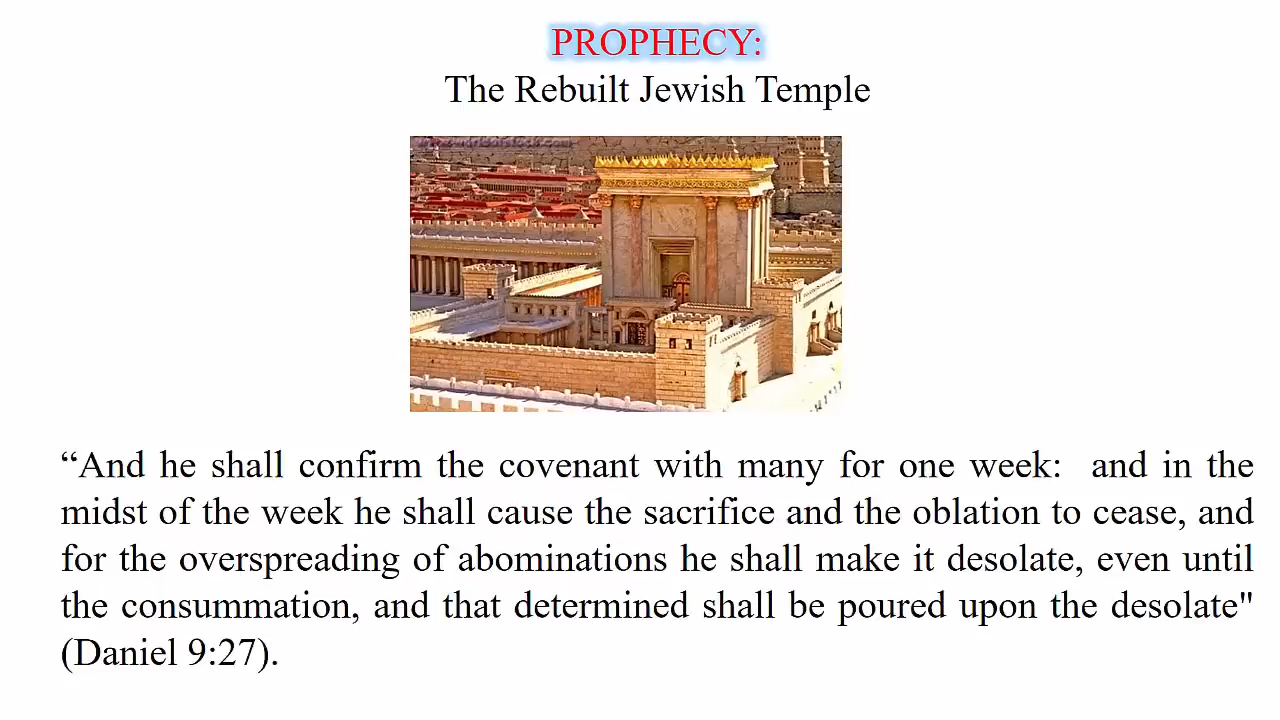 PROPHECY:
The Rebuilt Jewish Temple
“And he shall confirm the covenant with many for one week:  and in the
midst of the week he shall cause the sacrifice and the oblation to cease, and
for the overspreading of abominations he shall make it desolate, even until
the consummation, and that determined shall be poured upon the desolate"
(Daniel 9:27).